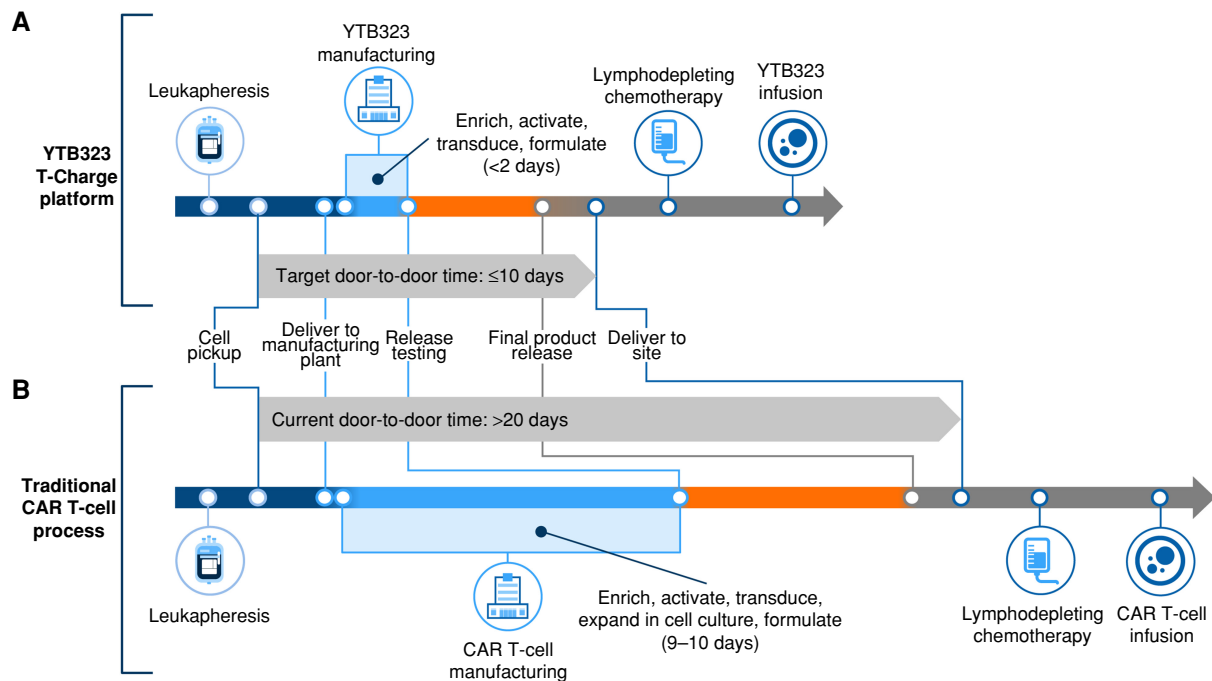 A
YTB323
T-Charge
platform
Leukapheresis
YTB323
manufacturing
Enrich, activate,
transduce, formulate
(<2 days)
Lymphodepleting
chemotherapy
YTB323
infusion
Target door-to-door time: ≤10 days
Cell
pickup
Deliver to
manufacturing
plant
Release
testing
Final product
release
Deliver to
site
B
Traditional
CAR T-cell
process
Current door-to-door time: >20 days
Leukapheresis
CAR T-cell
manufacturing
Enrich, activate, transduce,
expand in cell culture, formulate
(9–10 days)
Lymphodepleting
chemotherapy
CAR T-cell
infusion